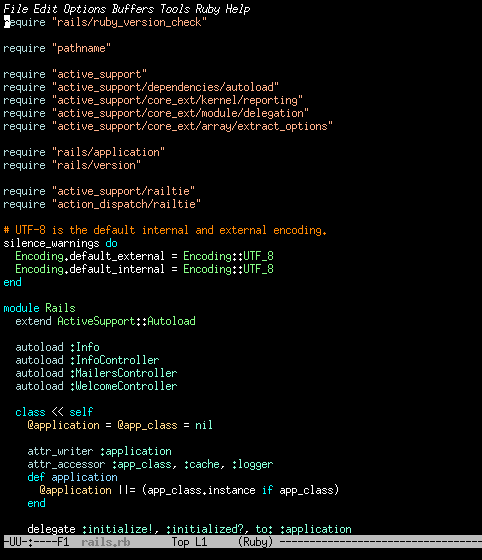 File Edit Options Buffers Tools Ruby Help
require "rails/ruby_version_check"
require "pathname"
require "active_support"
require "active_support/dependencies/autoload"
require "active_support/core_ext/kernel/reporting"
require "active_support/core_ext/module/delegation"
require "active_support/core_ext/array/extract_options"
require "rails/application"
require "rails/version"
require "active_support/railtie"
require "action_dispatch/railtie"
# UTF-8 is the default internal and external encoding.
silence_warnings do
  Encoding.default_external = Encoding::UTF_8
  Encoding.default_internal = Encoding::UTF_8
end
module Rails
  extend ActiveSupport::Autoload
  autoload :Info
  autoload :InfoController
  autoload :MailersController
  autoload :WelcomeController
  class << self
    @application = @app_class = nil
    attr_writer :application
    attr_accessor :app_class, :cache, :logger
    def application
      @application ||= (app_class.instance if app_class)
    end
    delegate :initialize!, :initialized?, to: :application
-UU-:----F1  rails.rb       Top L1     (Ruby) ------------------------------